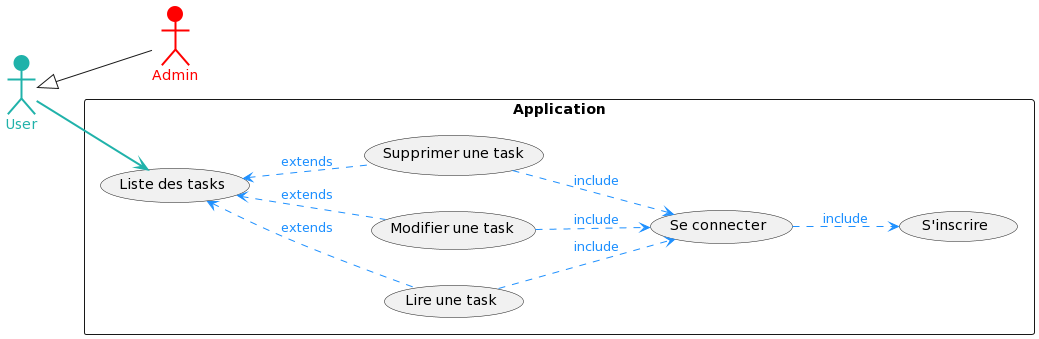 Admin
User
Application
Supprimer une task
extends
include
Liste des tasks
extends
Modifier une task
include
Se connecter
include
S'inscrire
extends
include
Lire une task